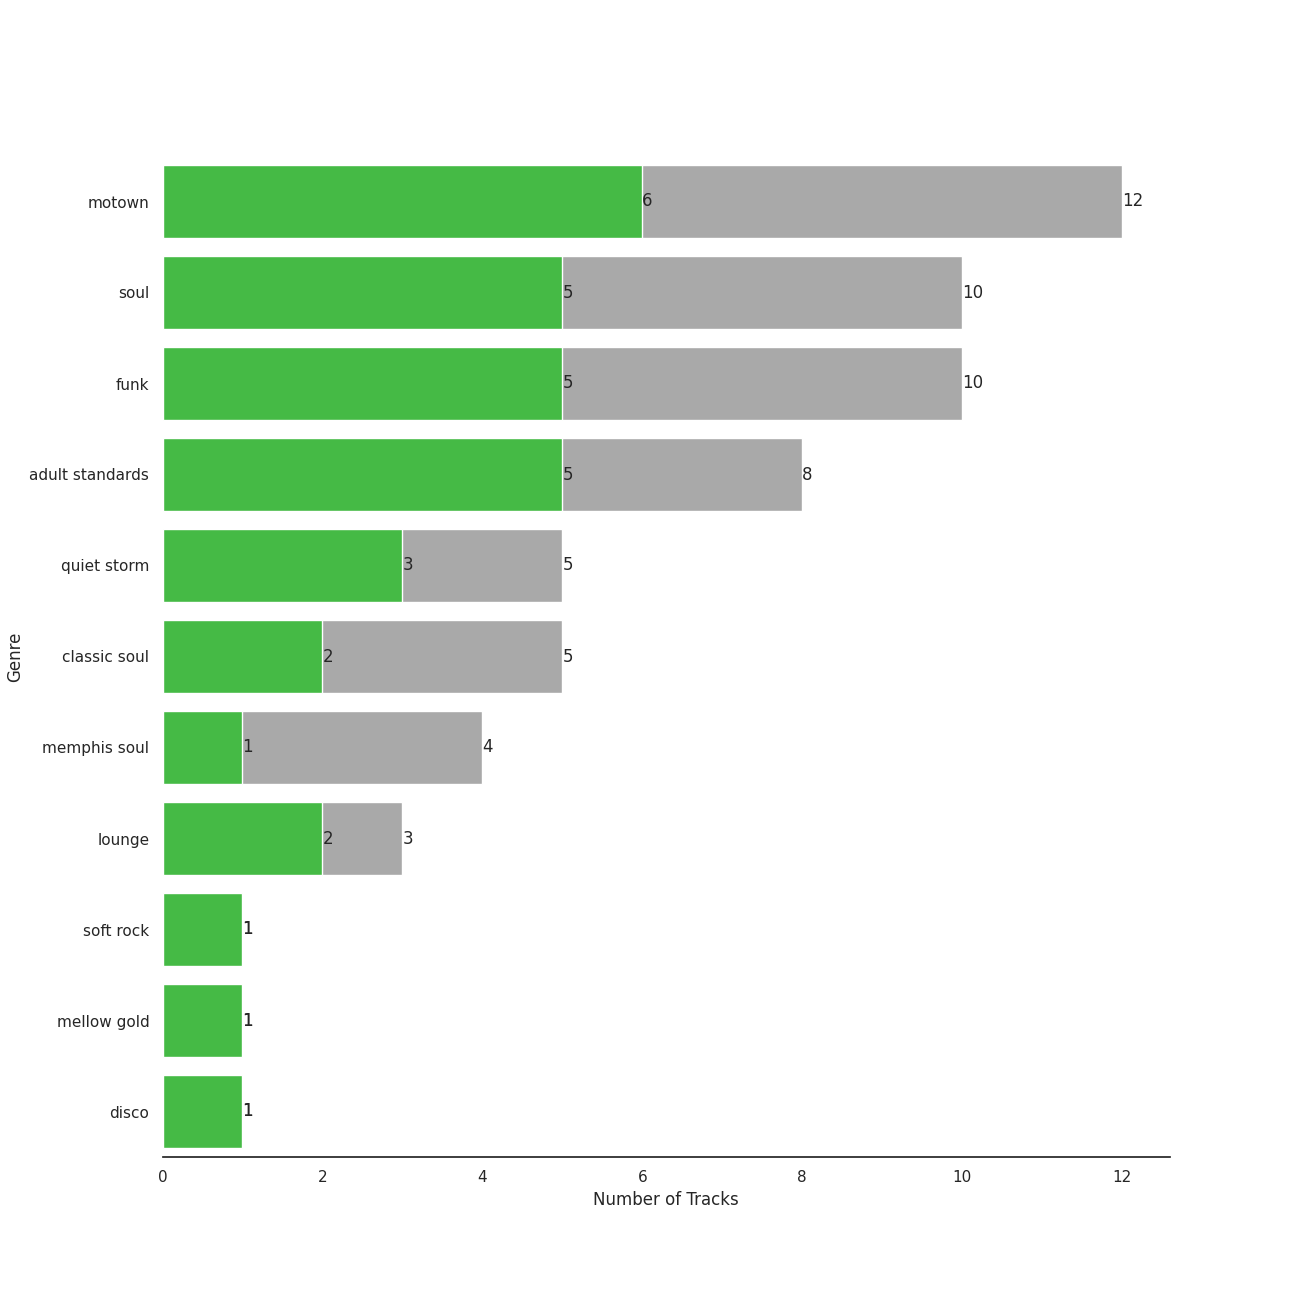 motown 6 12
soul 5 10
funk 5 10
adult standards 5 8
quiet storm 3 5
classic soul 2 5
memphis soul 1 4
lounge 2 3
soft rock 1
mellow gold 1
disco 1
Genre
0 2 4 6 8 10 12
Number of Tracks